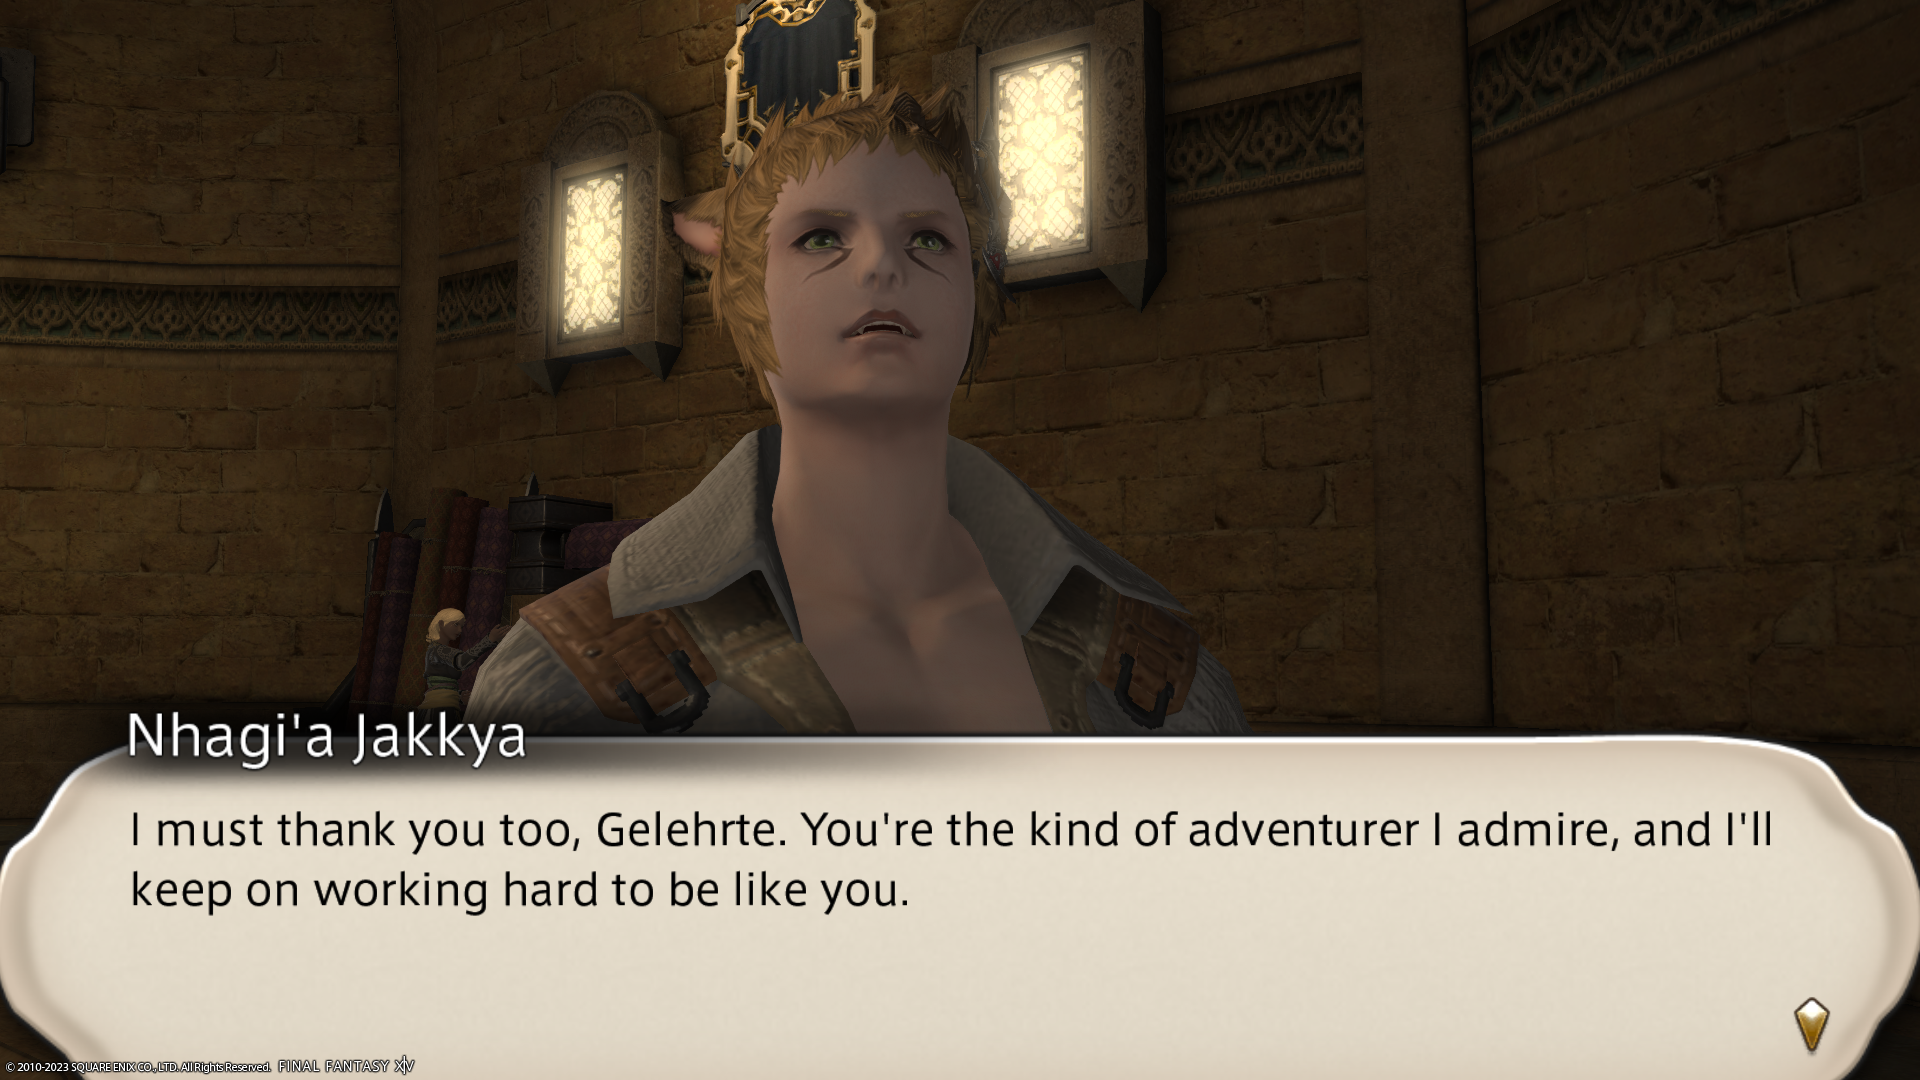 Nhagi'a Jakkya
I must thank you too, Gelehrte. You're the kind of adventurer I admire, and I'll
keep on working hard to be like you.
© 2010-2023 SQUARE ENIX CO., LTD. All Rights Reserved. FINAL FANTASY XIV